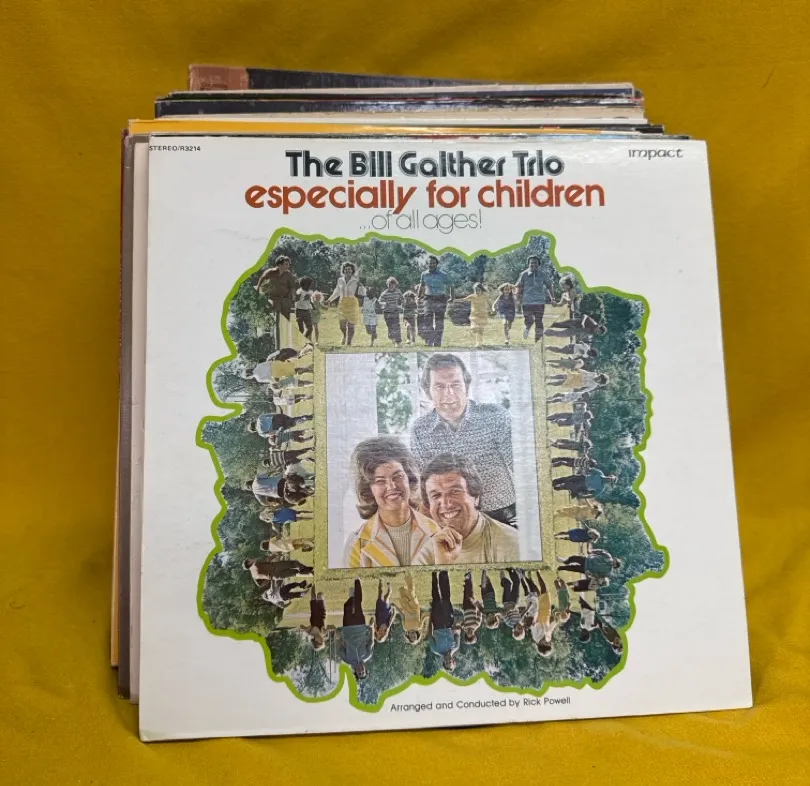 STEREO/R3214
impact
The Bill Gaither Trio
especially for children
...of all ages!
Arranged and Conducted by Rick Powell